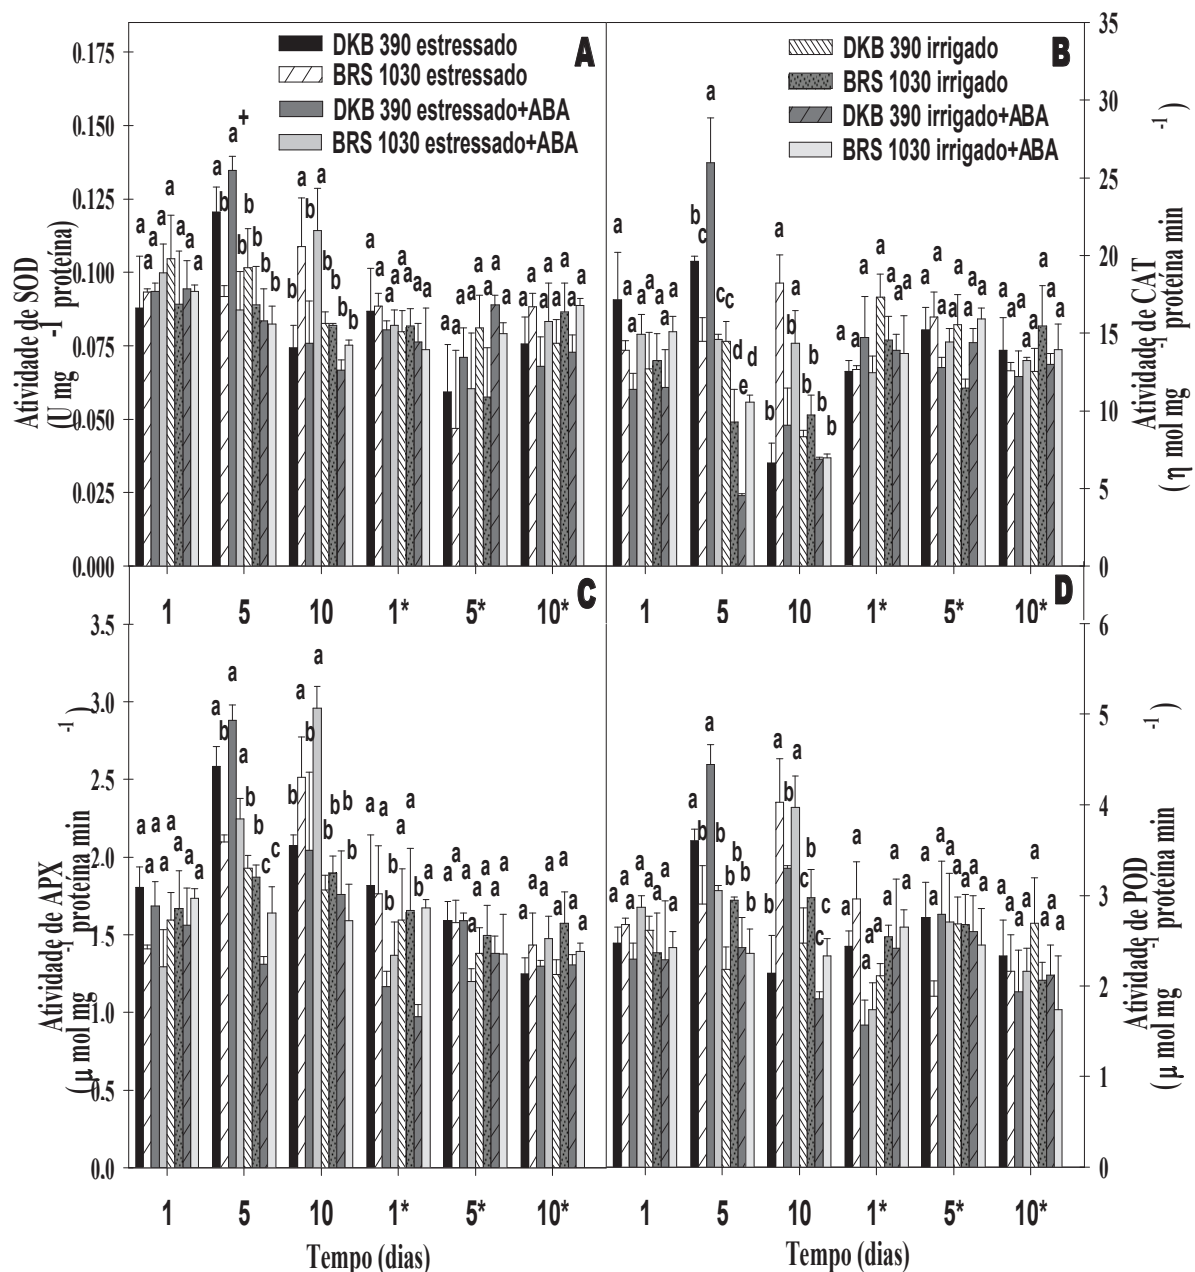 A
DKB 390 estressado
BRS 1030 estressado
DKB 390 estressado+ABA
BRS 1030 estressado+ABA
Atividade de SOD
(U mg -1 proteína)
0.175
0.150
0.125
0.100
0.075
0.050
0.025
0.000
1 5 10 1* 5* 10*
B
DKB 390 irrigado
BRS 1030 irrigado
DKB 390 irrigado+ABA
BRS 1030 irrigado+ABA
35
30
25
20
15
10
5
0
Atividade de CAT
(η mol mg -1 proteína min -1 )
1 5 10 1* 5* 10*
C
Atividade de APX
(μ mol mg -1 proteína min -1 )
3.5
3.0
2.5
2.0
1.5
1.0
0.5
0.0
1 5 10 1* 5* 10*
Tempo (dias)
D
6
5
4
3
2
1
0
Atividade de POD
(μ mol mg -1 proteína min -1 )
1 5 10 1* 5* 10*
Tempo (dias)